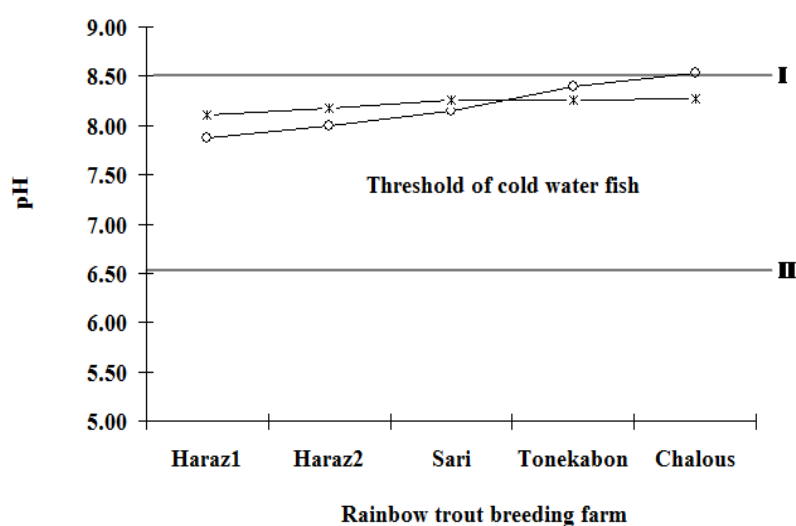 9.00
8.50
I
8.00
7.50
Threshold of cold water fish
pH
7.00
6.50
II
6.00
5.50
5.00
Haraz1 Haraz2 Sari Tonekabon Chalous
Rainbow trout breeding farm